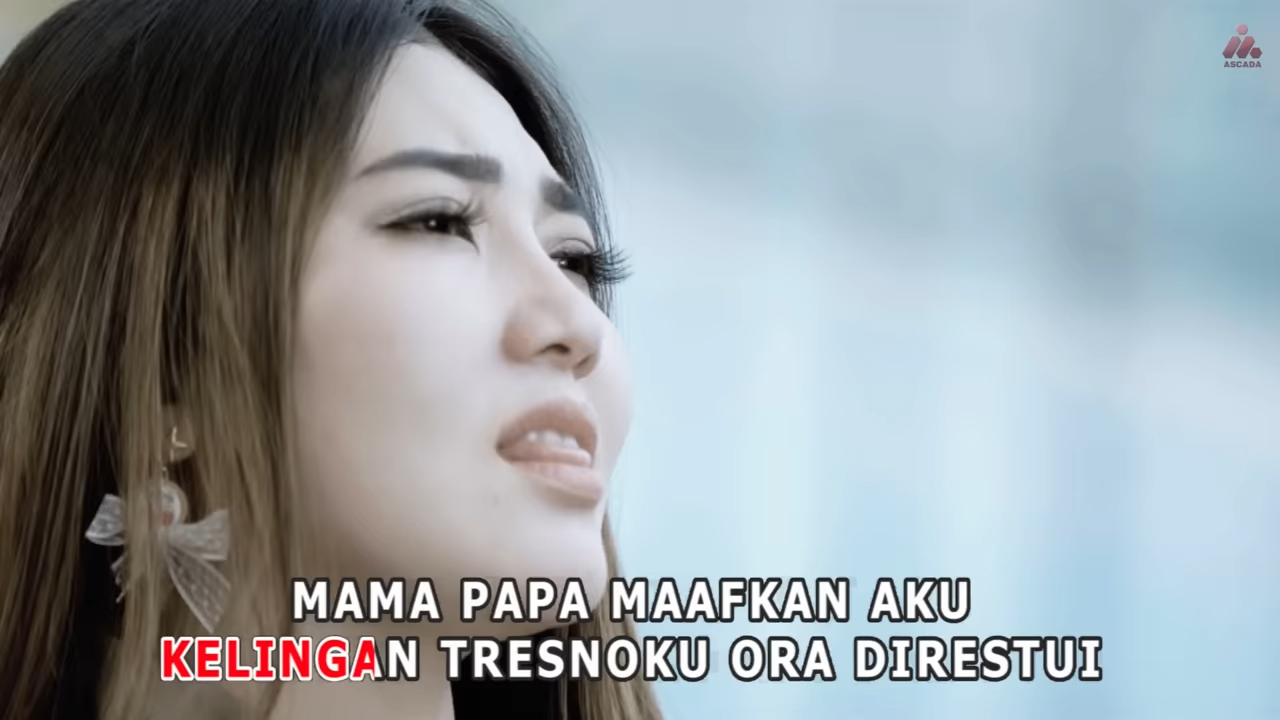 ASCADA
MAMA PAPA MAAFKAN AKU
KELINGAN TRESNOKU ORA DIRESTUI